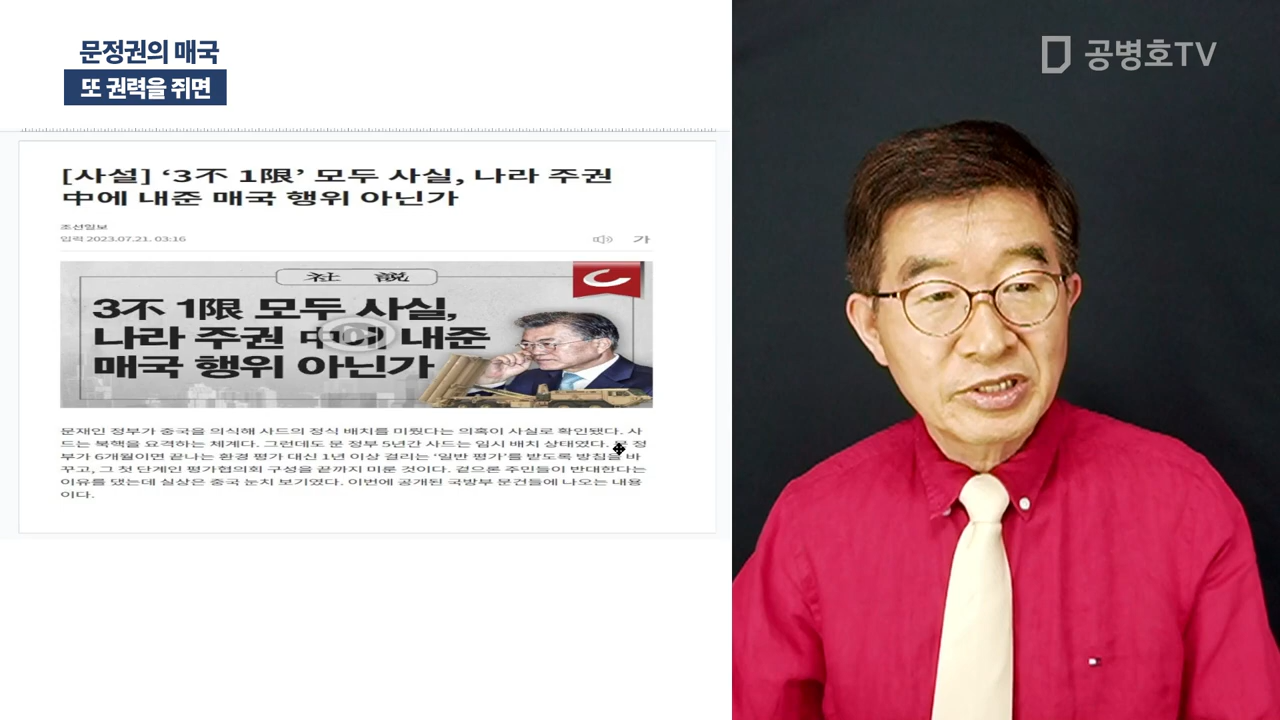 문정권의 매국
또 권력을 쥐면
공병호TV
[사설] ‘3不 1限’ 모두 사실, 나라 주권
中에 내준 매국 행위 아닌가
조선일보
입력 2023.07.21. 03:16
가
社 說
3不 1限 모두 사실,
나라 주권 中에 내준
매국 행위 아닌가
문재인 정부가 중국을 의식해 사드의 정식 배치를 미뤘다는 의혹이 사실로 확인됐다. 사
드는 북핵을 요격하는 체계다. 그런데도 문 정부 5년간 사드는 임시 배치 상태였다. 정
부가 6개월이면 끝나는 환경 평가 대신 1년 이상 걸리는 ‘일반 평가’를 받도록 방침을 바
꾸고, 그 첫 단계인 평가협의회 구성을 끝까지 미룬 것이다. 겉으론 주민들이 반대한다는
이유를 댔는데 실상은 중국 눈치 보기였다. 이번에 공개된 국방부 문건들에 나오는 내용
이다.